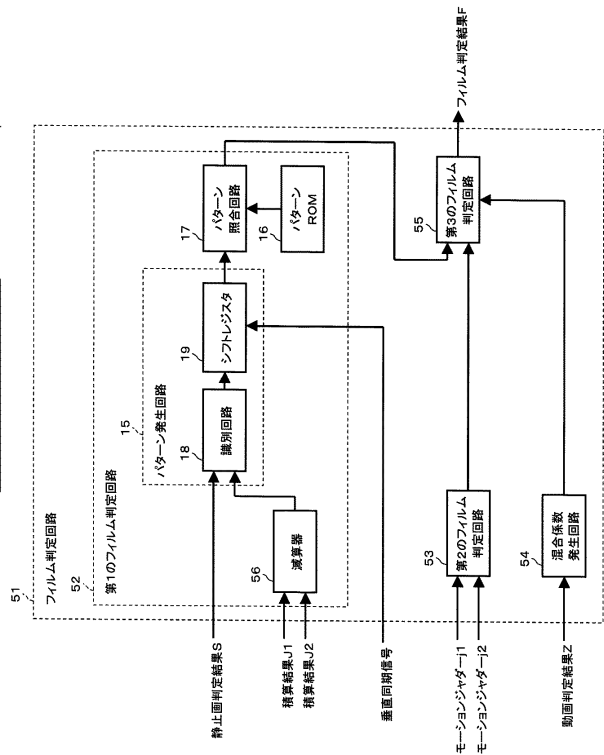 51
フィルム判定回路
52
第1のフィルム判定回路
15
パターン発生回路
18
識別回路
19
シフトレジスタ
17
パターン
照合回路
16
パターン
ROM
56
減算器
静止画判定結果S
積算結果J1
積算結果J2
垂直同期信号
53
第2のフィルム
判定回路
54
混合係数
発生回路
55
第3のフィルム
判定回路
モーションジャダーj1
モーションジャダーj2
動画判定結果Z
フィルム判定結果F